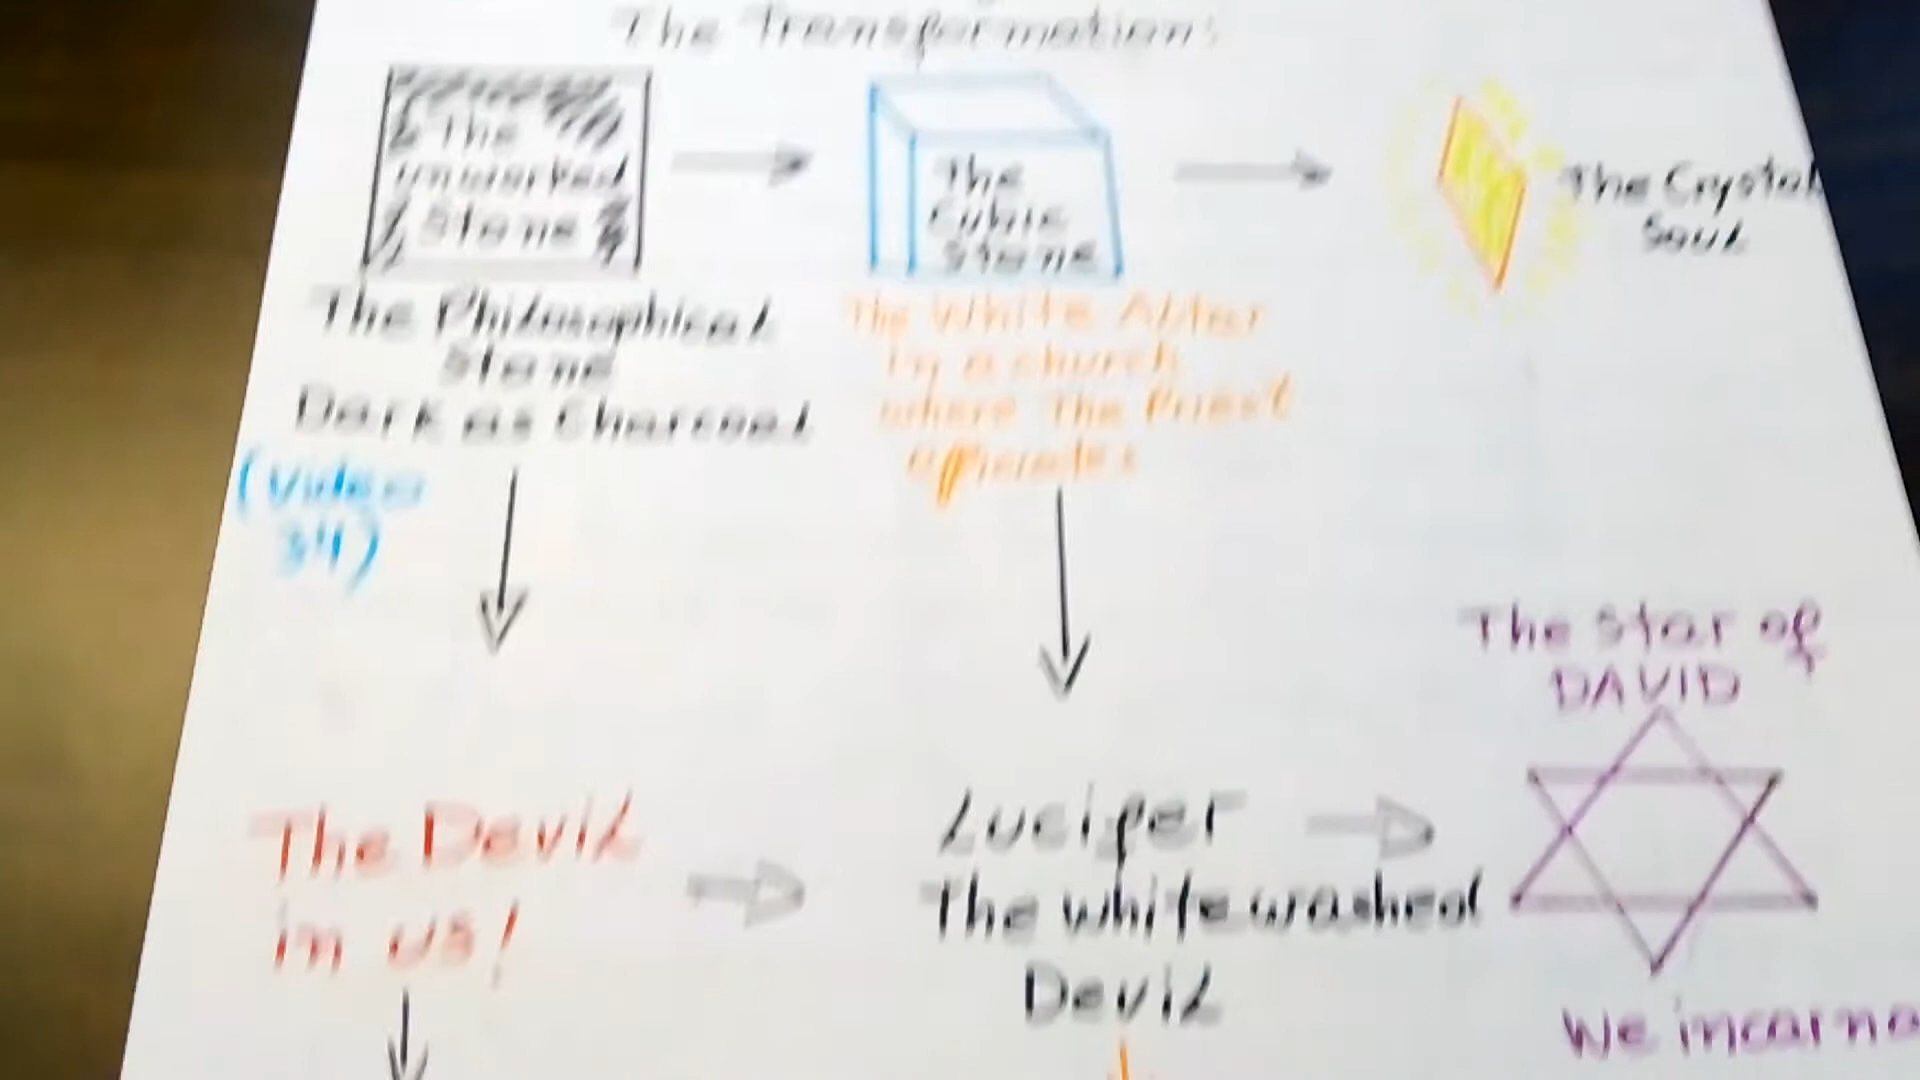 The Transformation:
The
unworked
Stone
The
Cubic
Stone
The Crystal
Soul
The Philosophical
Stone
Dark as Charcoal
(Video
34)
The White Altar
by a church
where The Priest
The Star of
DAVID
The Devil
in us!
Lucifer
The whitewashed
Devil
We incarna